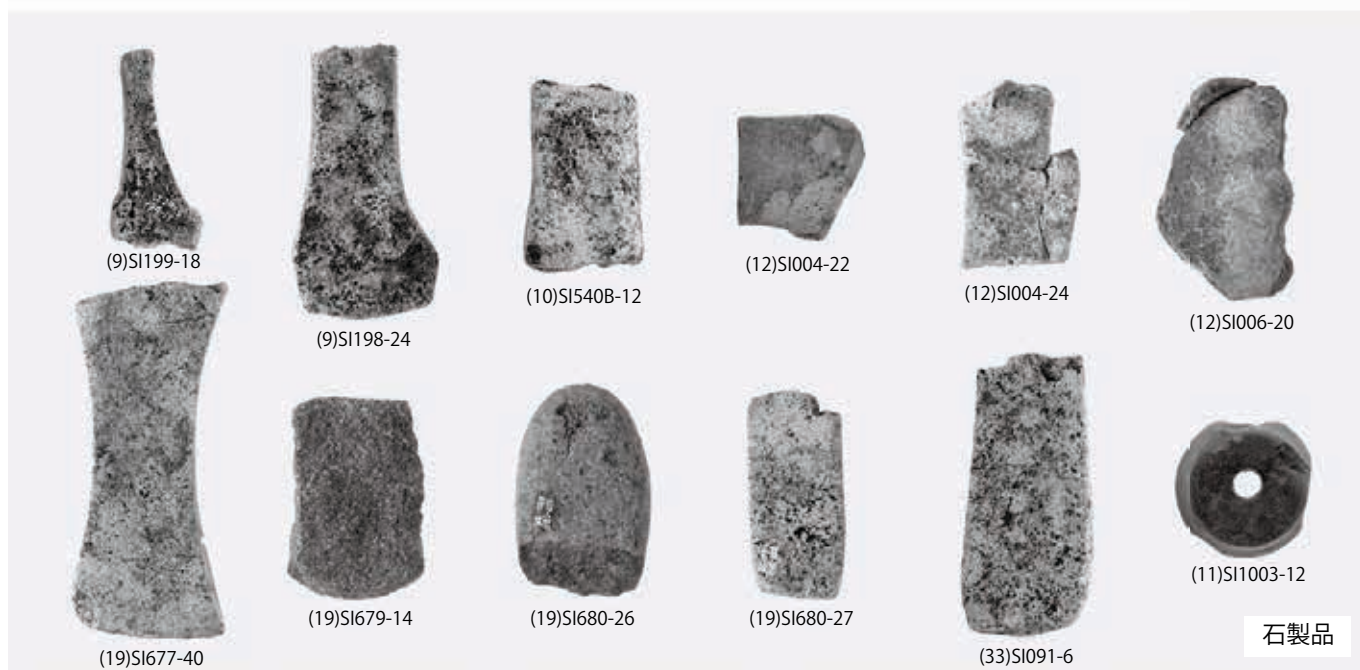 (9)SI199-18
(9)SI198-24
(10)SI540B-12
(12)SI004-22
(12)SI004-24
(12)SI006-20
(19)SI677-40
(19)SI679-14
(19)SI680-26
(19)SI680-27
(33)SI091-6
(11)SI1003-12
石製品